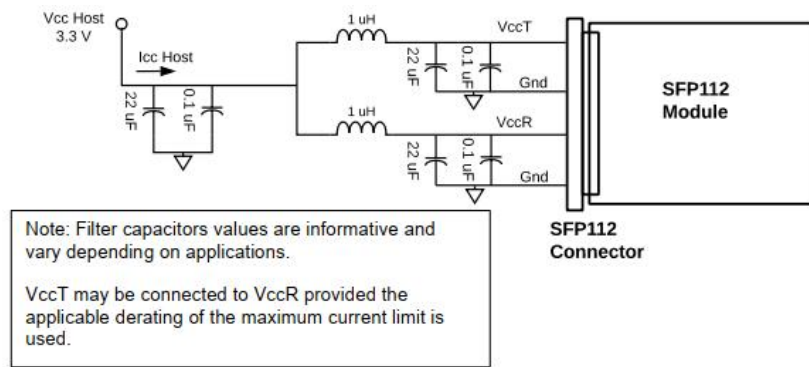 Vcc Host
3.3 V
Icc Host
22 uF
0.1 uF
1 uH
VccT
22 uF
0.1 uF
Gnd
1 uH
VccR
22 uF
0.1 uF
Gnd
SFP112
Module
SFP112
Connector
Note: Filter capacitors values are informative and
vary depending on applications.
VccT may be connected to VccR provided the
applicable derating of the maximum current limit is
used.